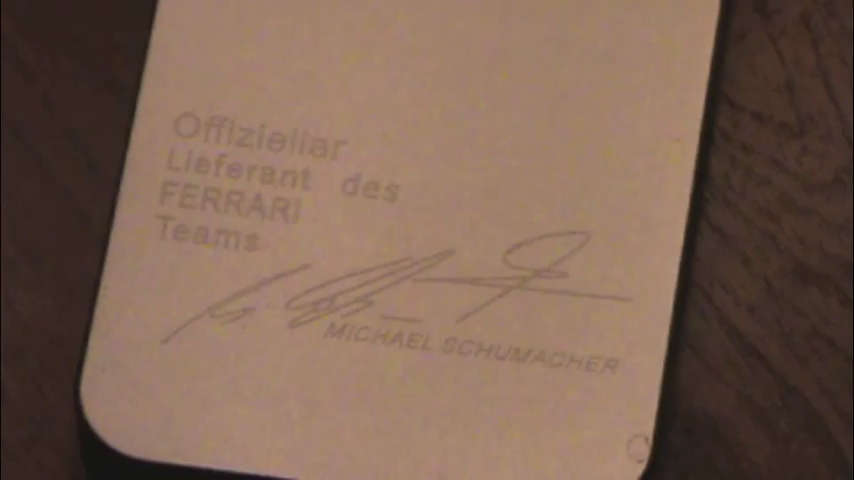 Offiziellar
Lieferant des
FERRARI
Teams
MICHAEL SCHUMACHER